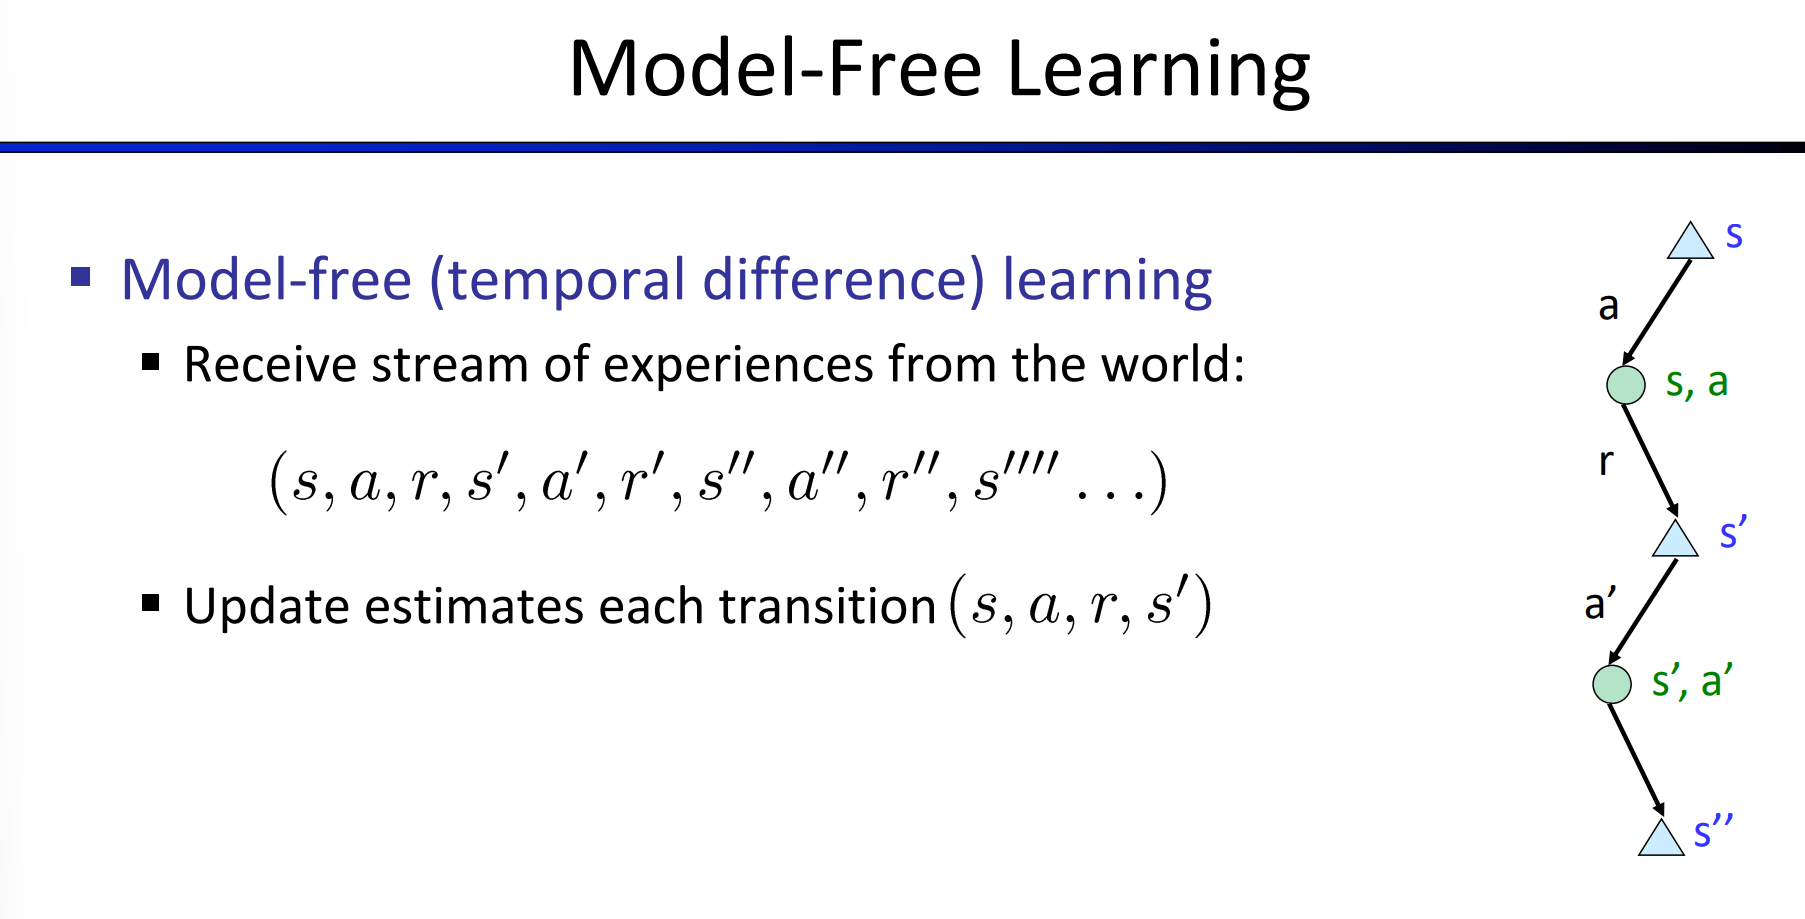 Model-Free Learning
Model-free (temporal difference) learning
Receive stream of experiences from the world:
(s, a, r, s′, a′, r′, s′′, a′′, r′′, s′′′′ . . .)
Update estimates each transition (s, a, r, s′)
s
a
s, a
r
s’
a’
s’, a’
s’’